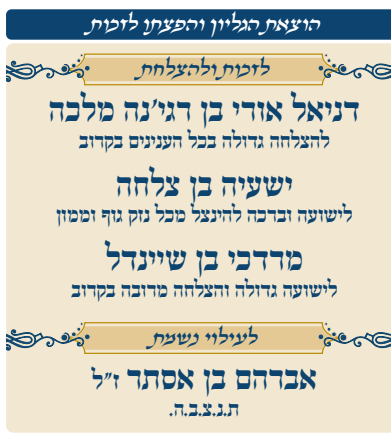 הוצאת הגליון והפצתו לזכות
לזכות ולהצלחת
דניאל אודי בן דג'ינה מלכה
להצלחה גדולה בכל הענינים בקרוב
ישעיה בן צלחה
לישועה וברכה להינצל מכל נזק גוף וממון
מרדכי בן שיינדל
לישועה גדולה והצלחה מרובה בקרוב
לעילוי נשמת
אברהם בן אסתר ז"ל
ת.נ.צ.ב.ה.